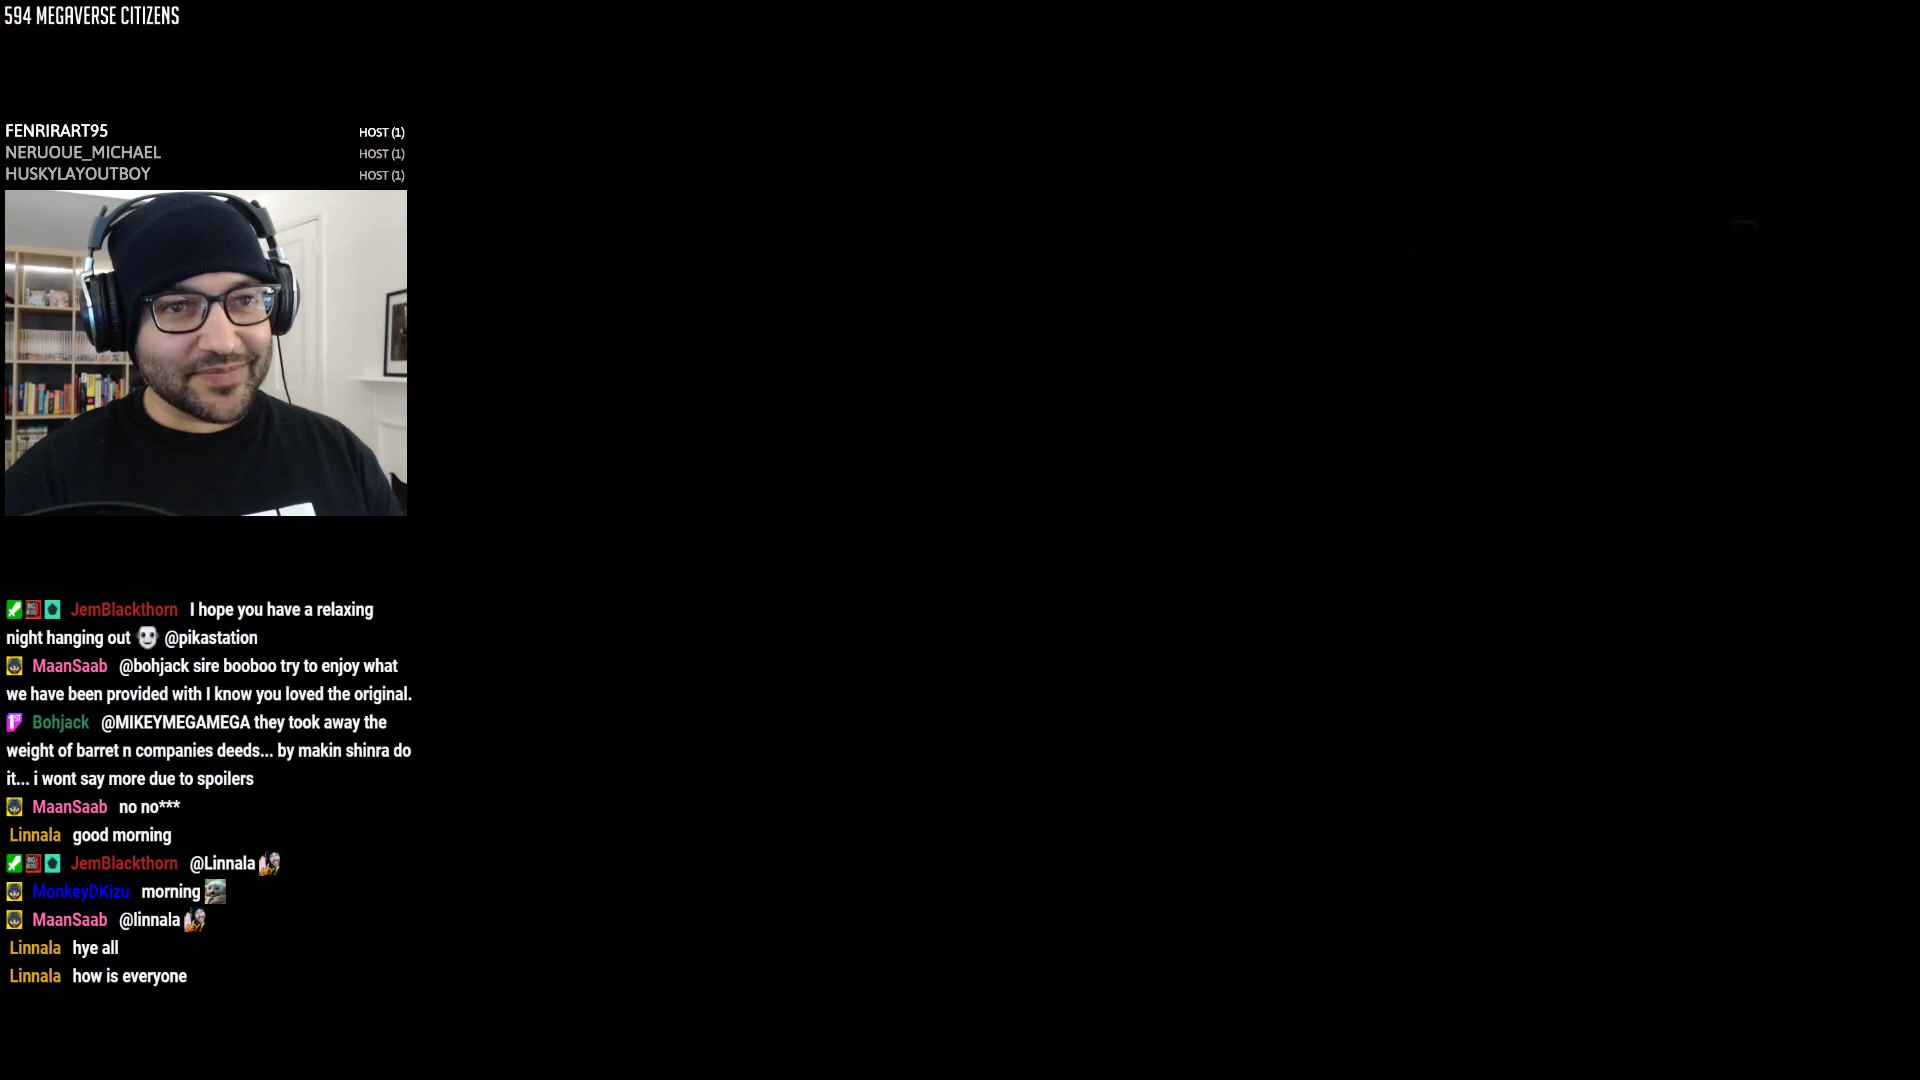 594 MEGAVERSE CITIZENS
FENRIRART95 HOST (1)
NERUOUE_MICHAEL HOST (1)
HUSKYLAYOUTBOY HOST (1)
JemBlackthorn I hope you have a relaxing
night hanging out @pikastation
MaanSaab @bohjack sire booboo try to enjoy what
we have been provided with I know you loved the original.
Bohjack @MIKEYMEGAMEGA they took away the
weight of barret n companies deeds... by makin shinra do
it... i wont say more due to spoilers
MaanSaab no no***
Linnala good morning
JemBlackthorn @Linnala
MonkeyDKizu morning
MaanSaab @linnala
Linnala hye all
Linnala how is everyone